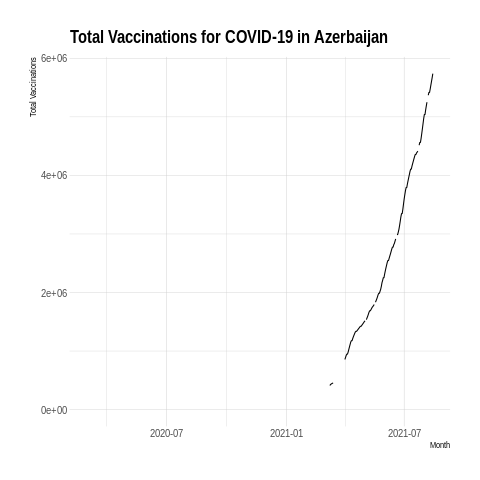 Total Vaccinations for COVID-19 in Azerbaijan
Total Vaccinations
6e+06
4e+06
2e+06
0e+00
2020-07
2021-01
2021-07
Month